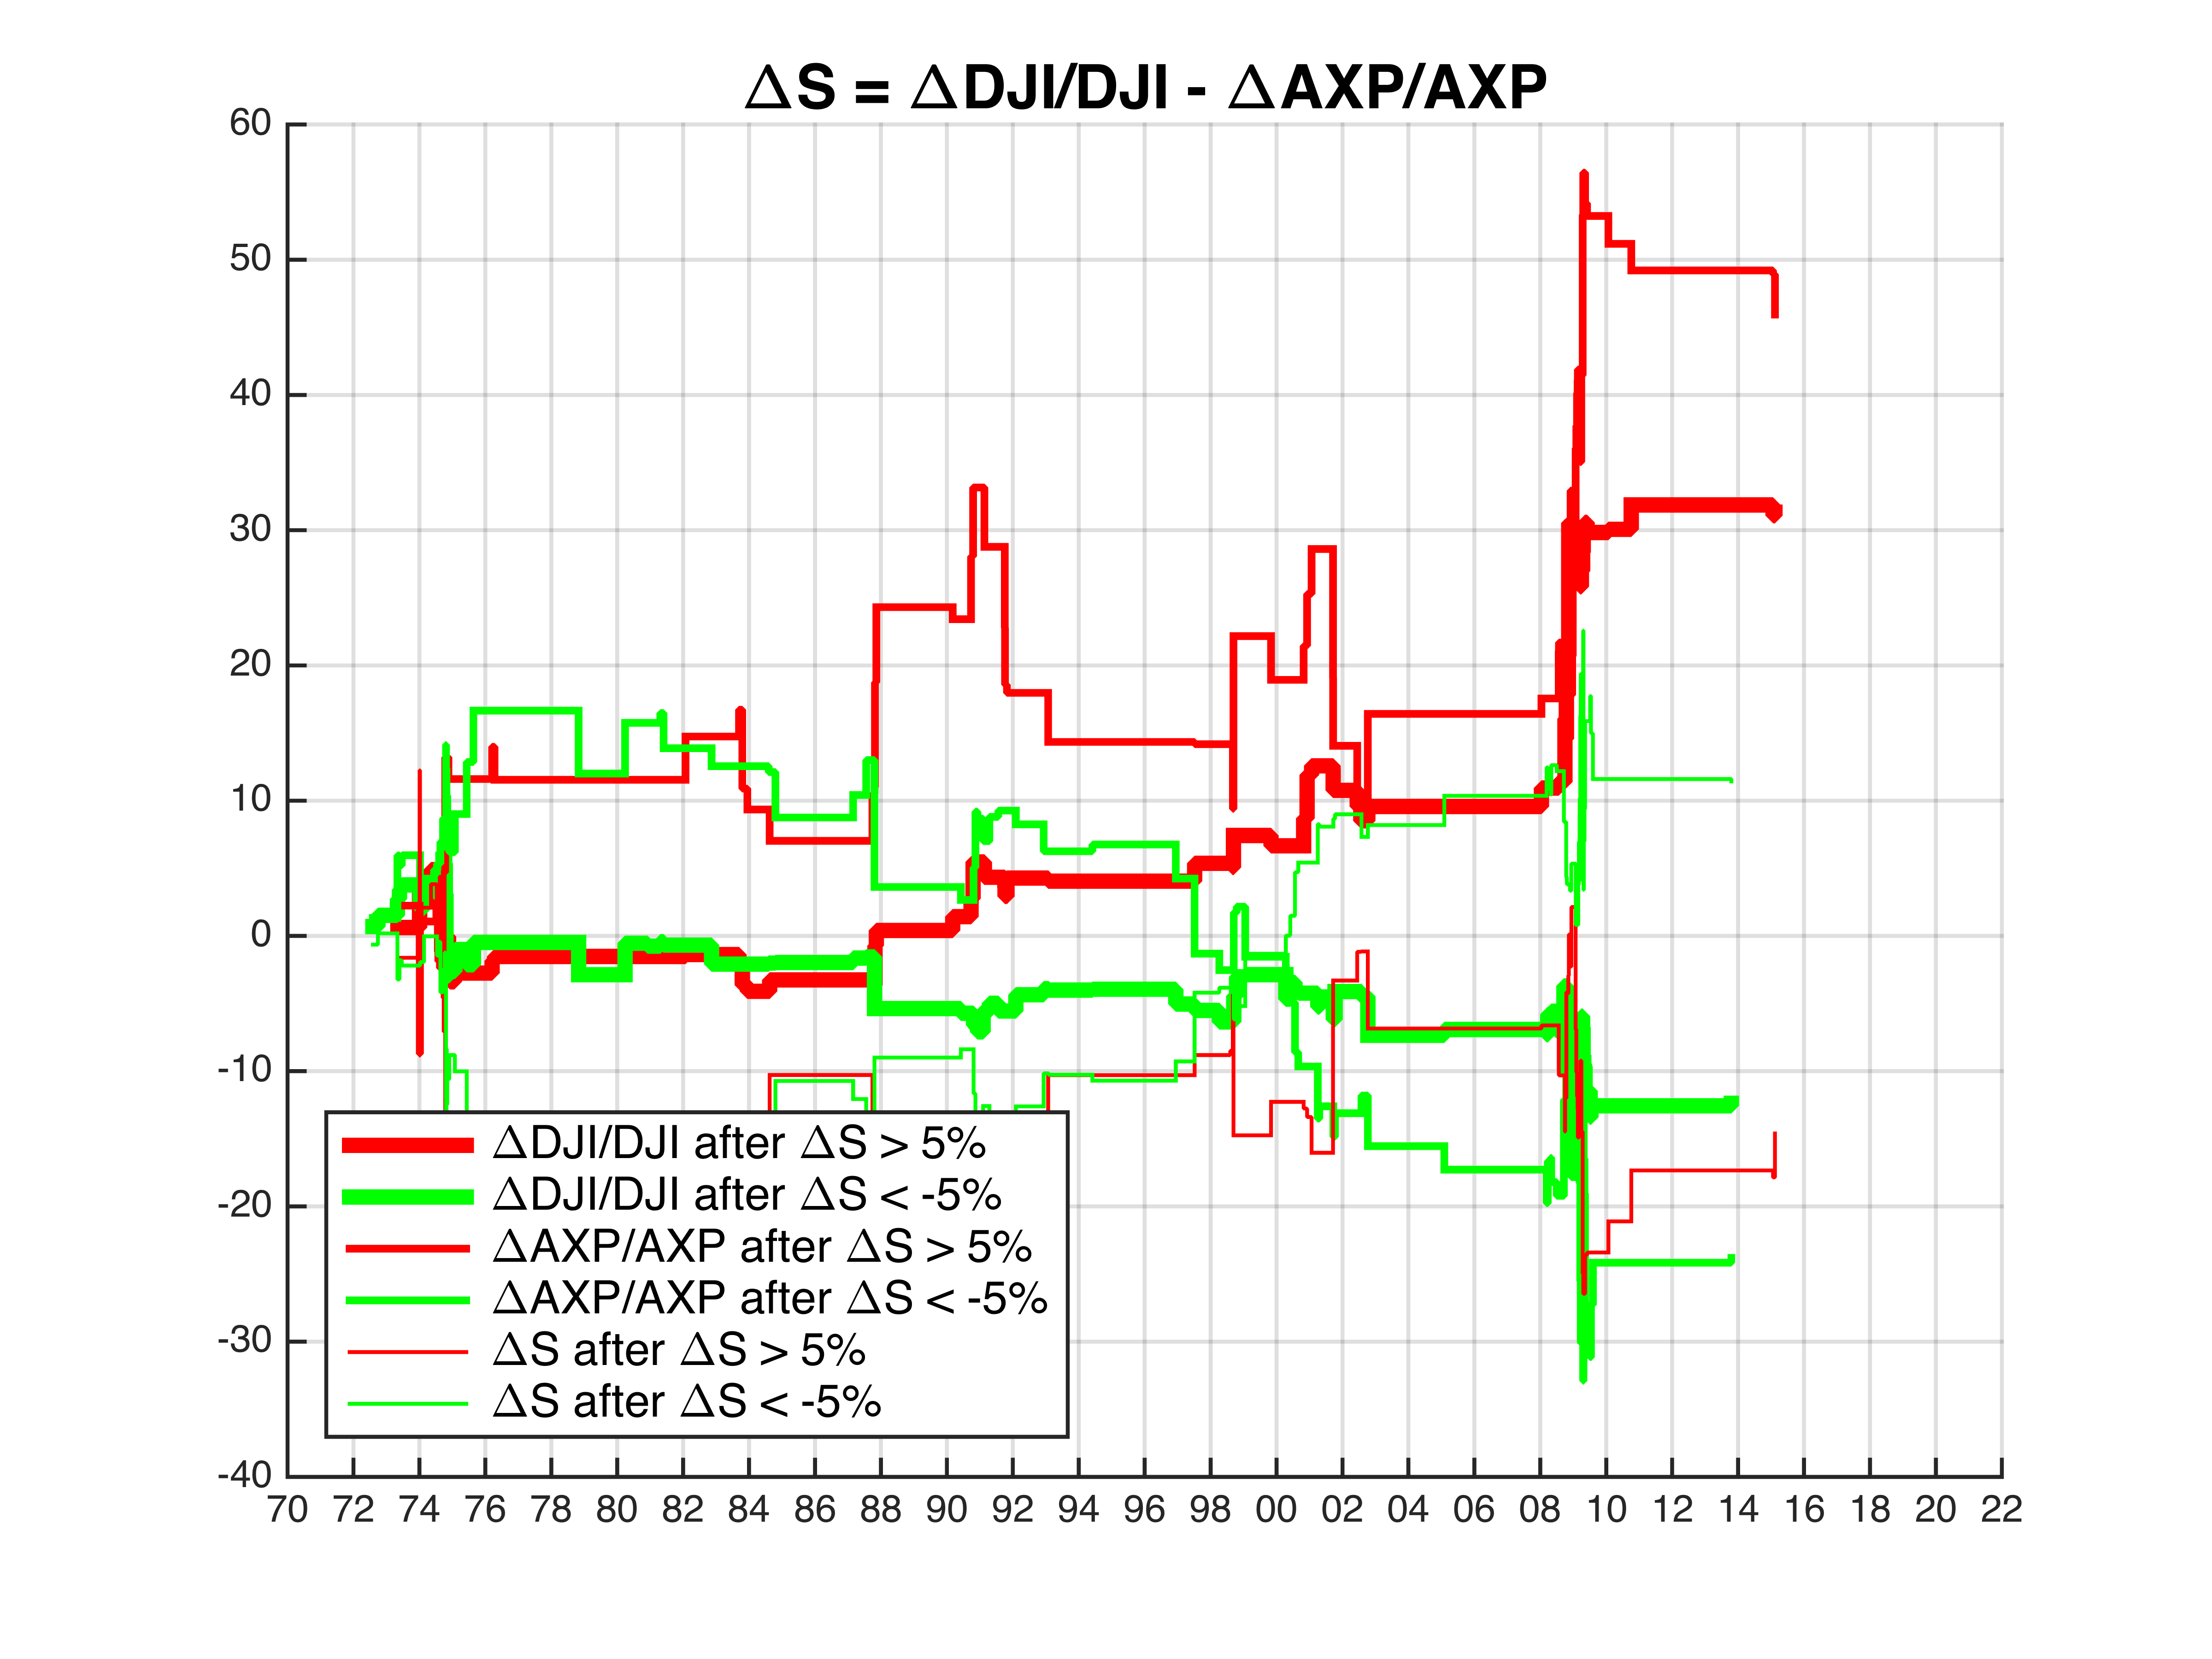 ΔS = ΔDJI/DJI - ΔAXP/AXP
60
50
40
30
20
10
0
-10
-20
-30
-40
ΔDJI/DJI after ΔS > 5%
ΔDJI/DJI after ΔS < -5%
ΔAXP/AXP after ΔS > 5%
ΔAXP/AXP after ΔS < -5%
ΔS after ΔS > 5%
ΔS after ΔS < -5%
70 72 74 76 78 80 82 84 86 88 90 92 94 96 98 00 02 04 06 08 10 12 14 16 18 20 22